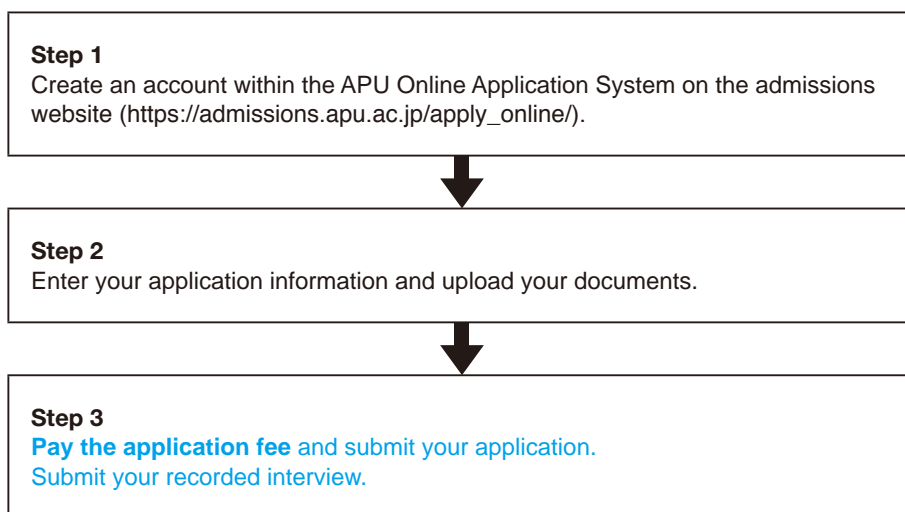 Step 1
Create an account within the APU Online Application System on the admissions
website (https://admissions.apu.ac.jp/apply_online/).
Step 2
Enter your application information and upload your documents.
Step 3
Pay the application fee and submit your application.
Submit your recorded interview.